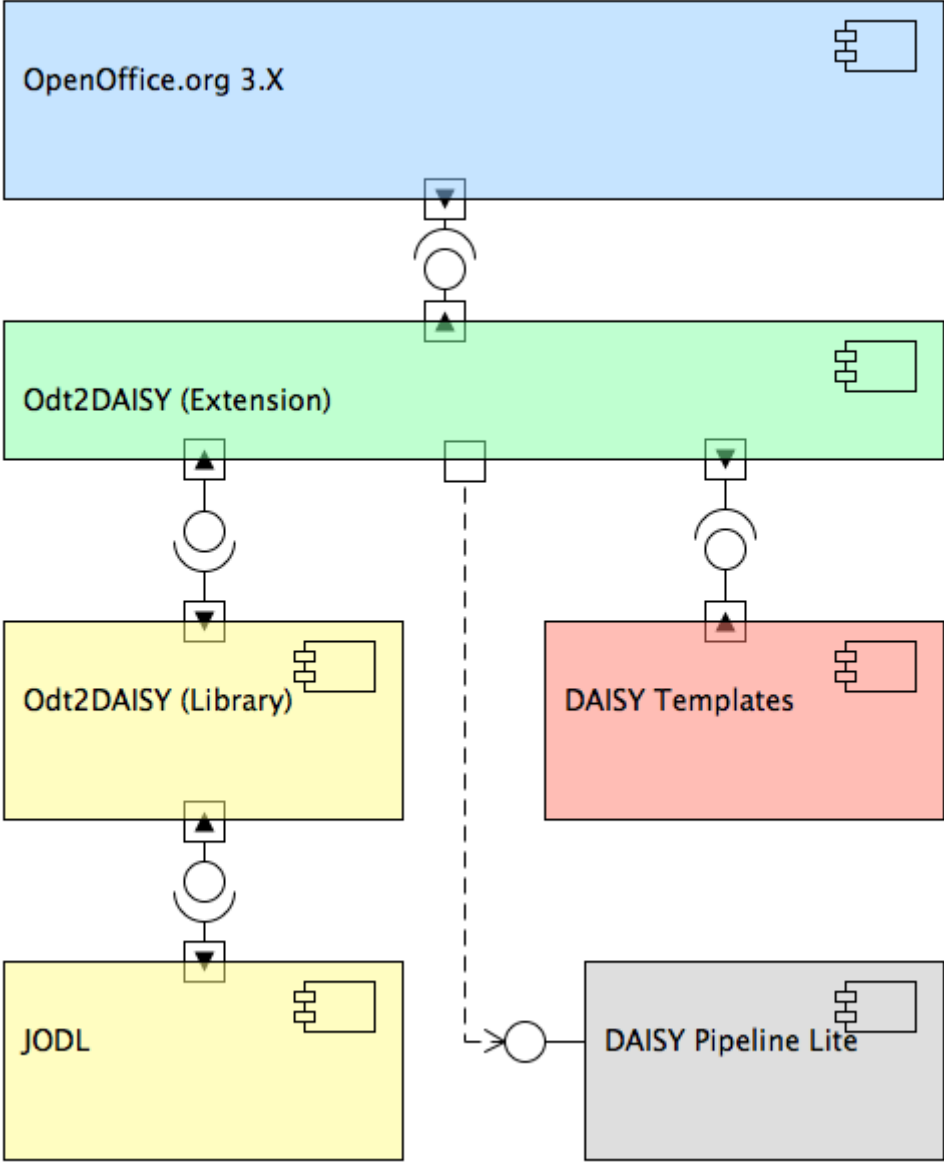 OpenOffice.org 3.X
Odt2DAISY (Extension)
Odt2DAISY (Library)
DAISY Templates
JODL
DAISY Pipeline Lite